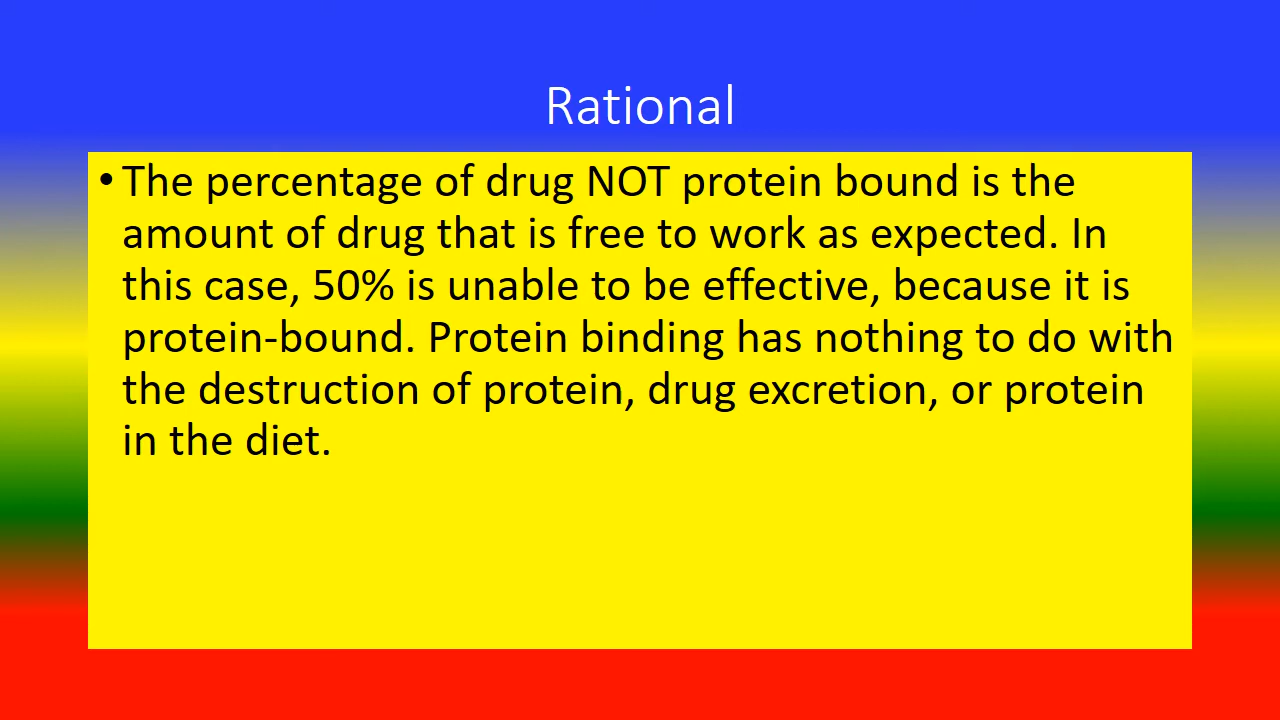 Rational
• The percentage of drug NOT protein bound is the
amount of drug that is free to work as expected. In
this case, 50% is unable to be effective, because it is
protein-bound. Protein binding has nothing to do with
the destruction of protein, drug excretion, or protein
in the diet.